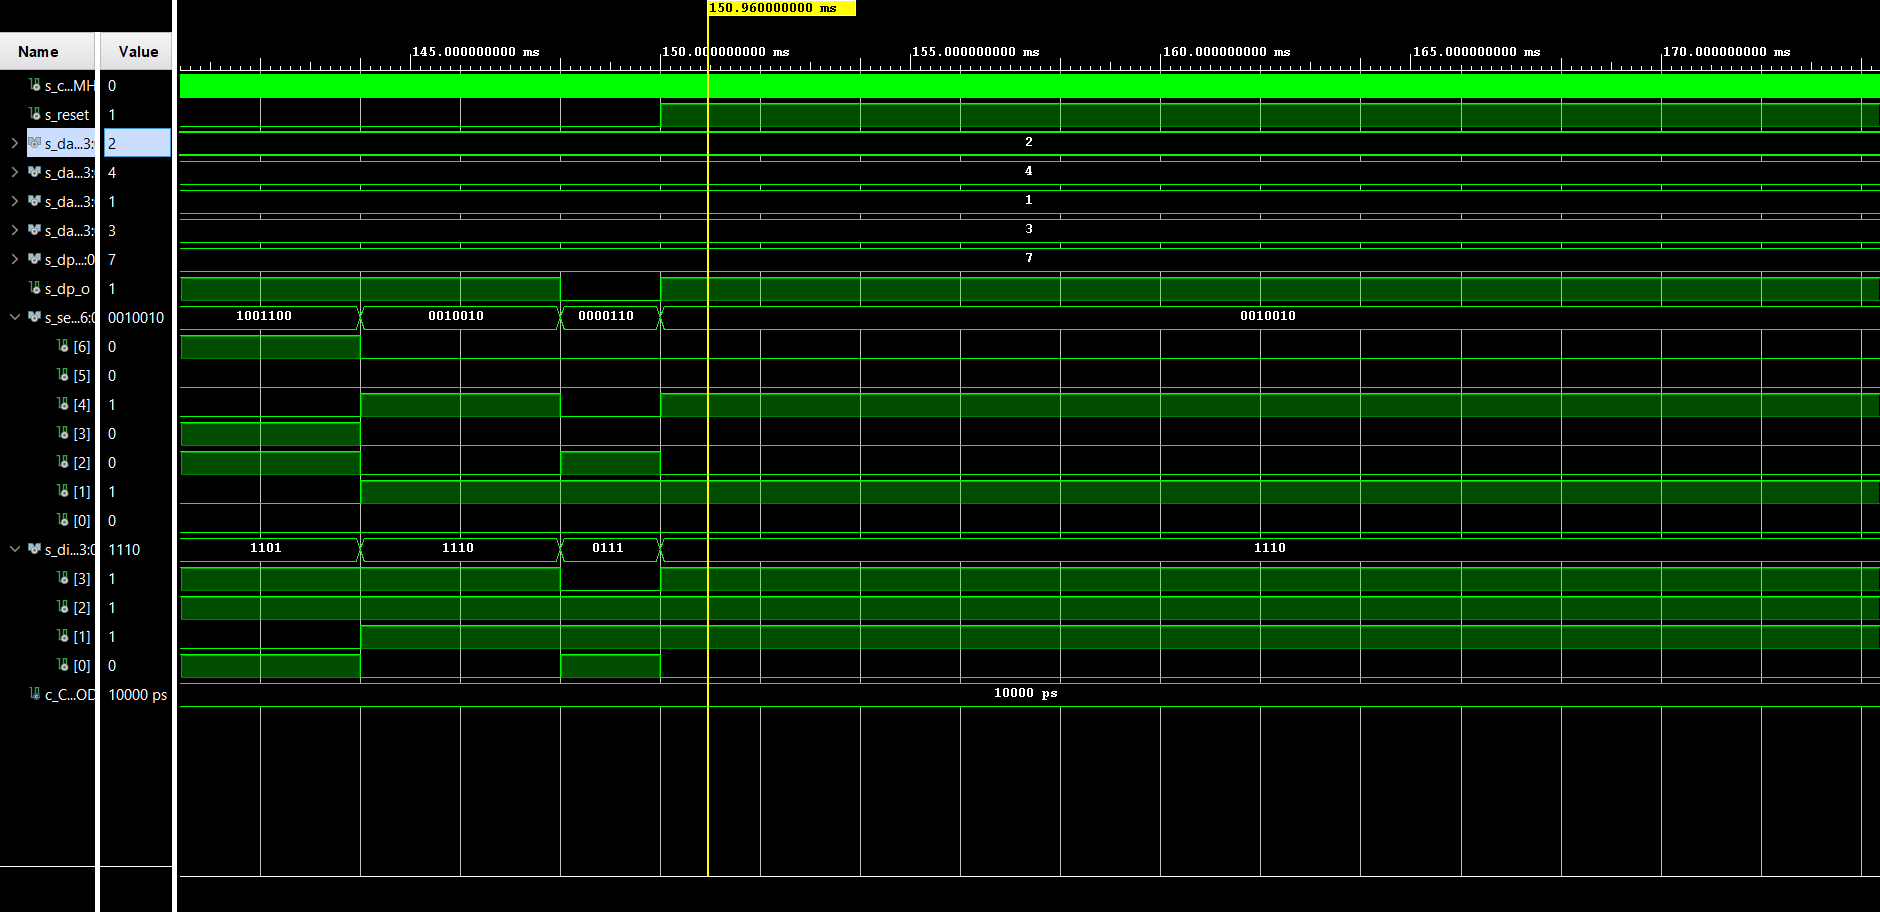 150.960000000 ms
Name Value
145.000000000 ms 150.000000000 ms 155.000000000 ms 160.000000000 ms 165.000000000 ms 170.000000000 ms
s_c...MH 0
s_reset 1
s_da...3:0 2 2
s_da...3:0 4 4
s_da...3:0 1 1
s_da...3:0 3 3
s_dp...:0 7 7
s_dp_o 1
s_se...6:0 0010010 1001100 0010010 0000110 0010010
[6] 0
[5] 0
[4] 1
[3] 0
[2] 0
[1] 1
[0] 0
s_di...3:0 1110 1101 1110 0111 1110
[3] 1
[2] 1
[1] 1
[0] 0
c_C...OD 10000 ps 10000 ps